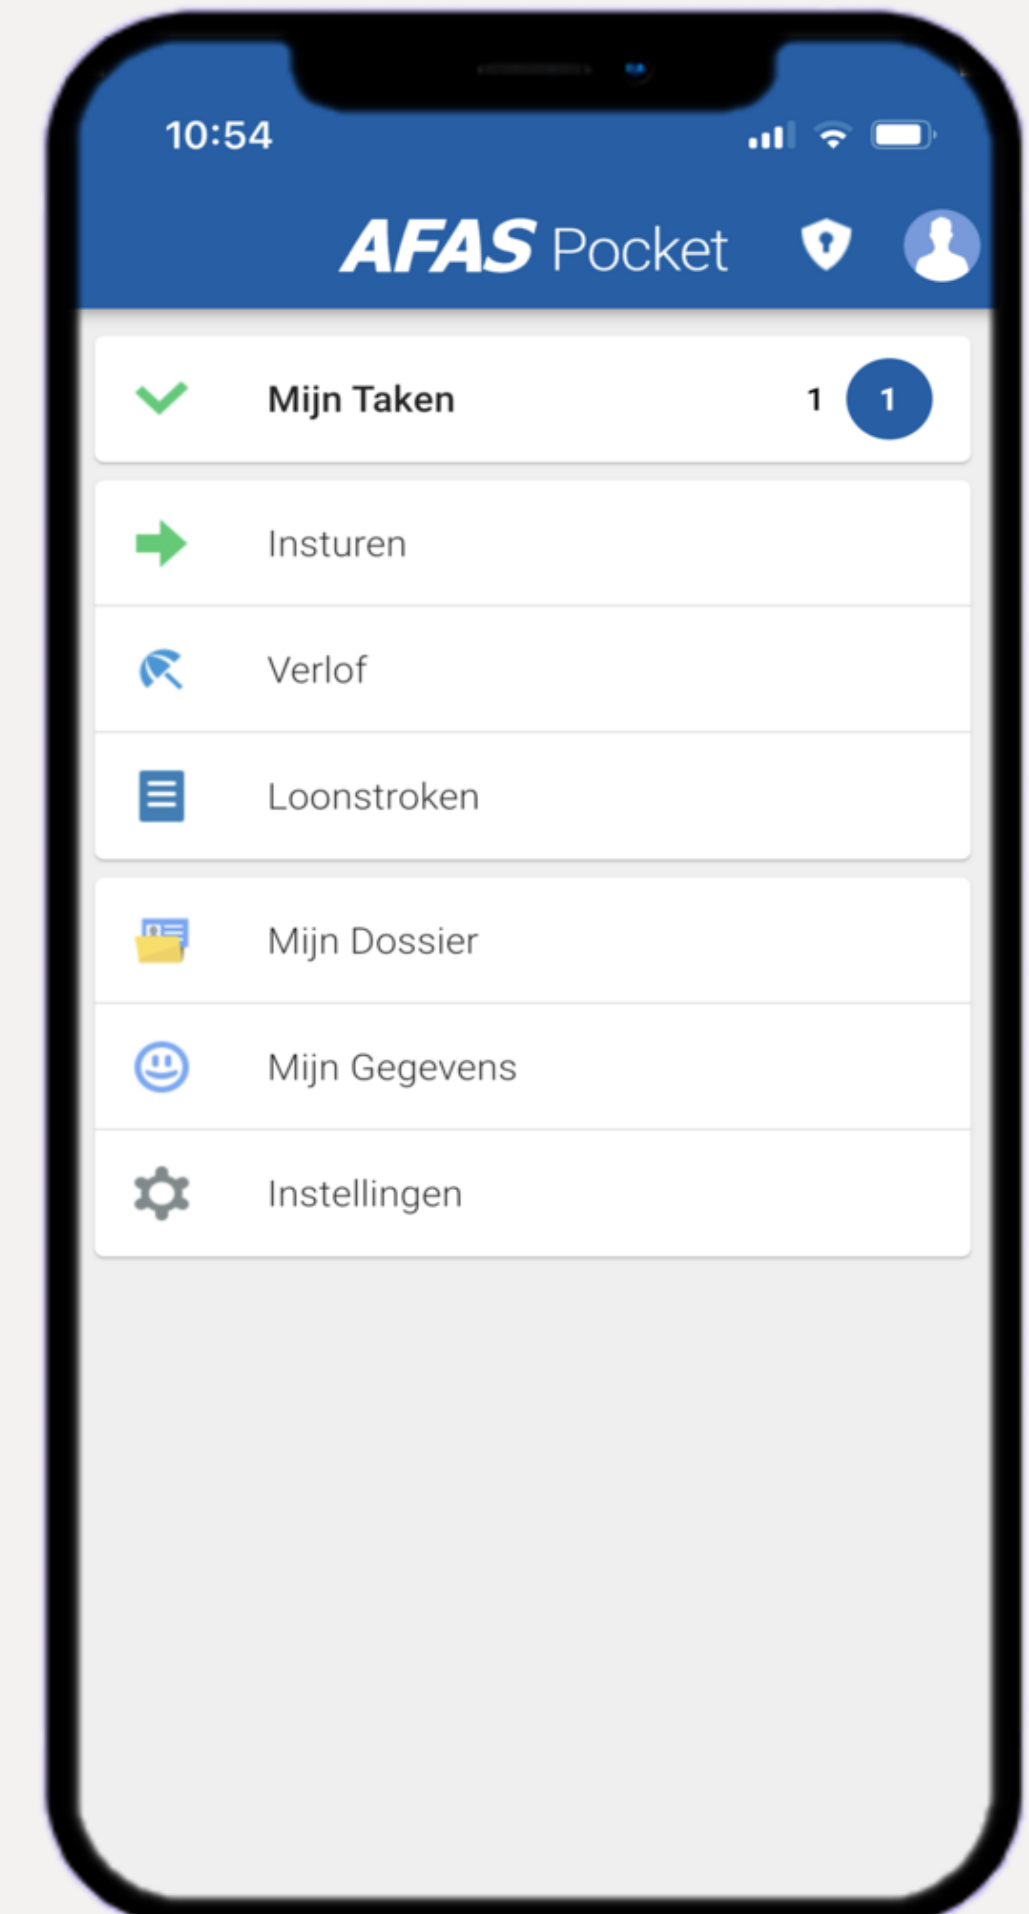 10:54
AFAS Pocket
Mijn Taken 1 1
Insturen
Verlof
Loonstroken
Mijn Dossier
Mijn Gegevens
Instellingen